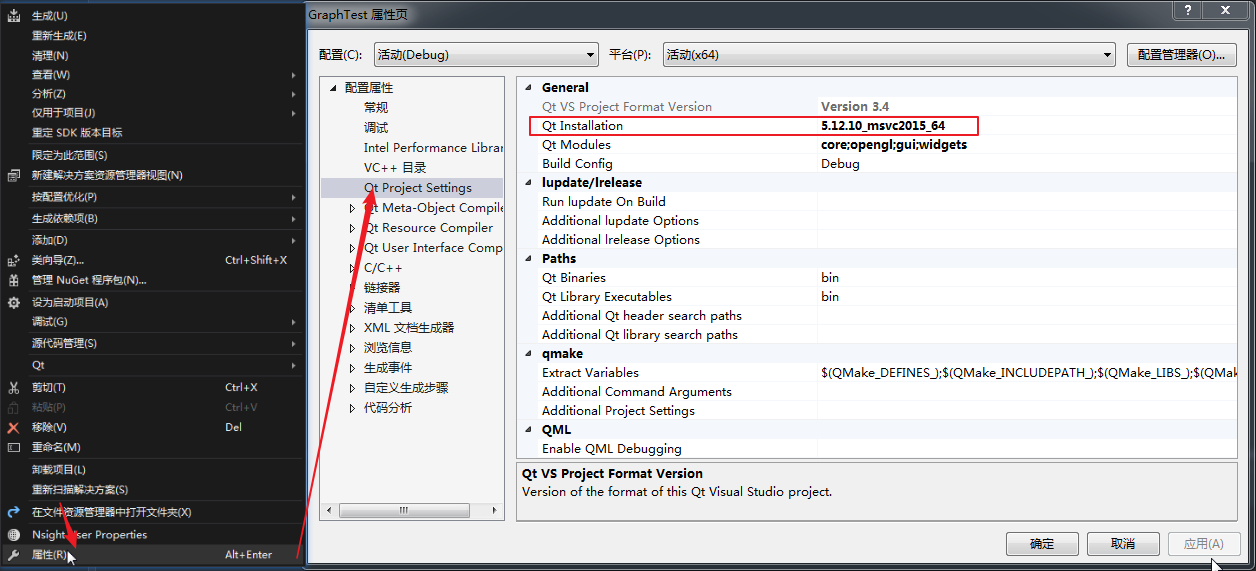 生成(U)
重新生成(E)
清理(N)
查看(W)
分析(Z)
仅用于项目(J)
重定 SDK 版本目标
限定为此范围(S)
新建解决方案资源管理器视图(N)
按配置优化(P)
生成依赖项(B)
添加(D)
类向导(Z)... Ctrl+Shift+X
管理 NuGet 程序包(N)...
设为启动项目(A)
调试(G)
源代码管理(S)
Qt
剪切(T) Ctrl+X
粘贴(P) Ctrl+V
移除(V) Del
重命名(M)
卸载项目(L)
重新扫描解决方案(S)
在文件资源管理器中打开文件夹(X)
Nsight User Properties
属性(R) Alt+Enter
GraphTest 属性页
配置(C): 活动(Debug) 平台(P): 活动(x64) 配置管理器(O)...
配置属性
常规
调试
Intel Performance Librar
VC++ 目录
Qt Project Settings
Qt Meta-Object Compile
Qt Resource Compiler
Qt User Interface Comp
C/C++
链接器
清单工具
XML 文档生成器
浏览信息
生成事件
自定义生成步骤
代码分析
General
Qt VS Project Format Version Version 3.4
Qt Installation 5.12.10_msvc2015_64
Qt Modules core;opengl;gui;widgets
Build Config Debug
lupdate/lrelease
Run lupdate On Build
Additional lupdate Options
Additional lrelease Options
Paths
Qt Binaries bin
Qt Library Executables bin
Additional Qt header search paths
Additional Qt library search paths
qmake
Extract Variables $(QMake_DEFINES_);$(QMake_INCLUDEPATH_);$(QMake_LIBS_);$(QMak
Additional Command Arguments
Additional Project Settings
QML
Enable QML Debugging
Qt VS Project Format Version
Version of the format of this Qt Visual Studio project.
确定 取消 应用(A)